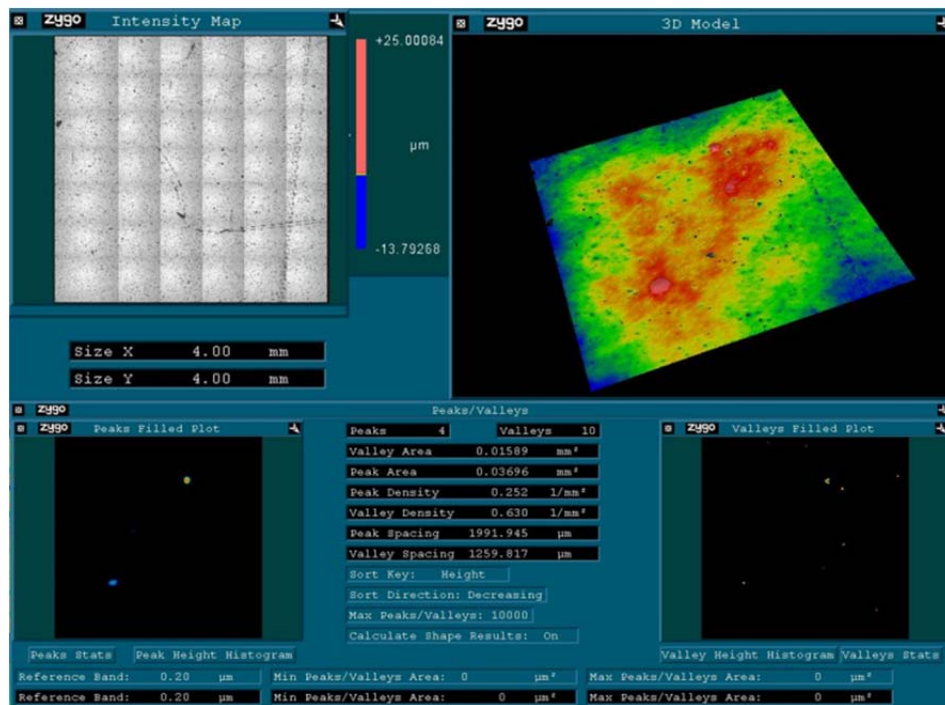 zygo Intensity Map
+25.00084
µm
-13.79268
zygo 3D Model
Size X 4.00 mm
Size Y 4.00 mm
zygo Peaks/Valleys
zygo Peaks Filled Plot
Peaks 4 Valleys 10
Valley Area 0.01589 mm²
Peak Area 0.03696 mm²
Peak Density 0.252 1/mm²
Valley Density 0.630 1/mm²
Peak Spacing 1991.945 µm
Valley Spacing 1259.817 µm
Sort Key: Height
Sort Direction: Decreasing
Max Peaks/Valleys: 10000
Calculate Shape Results: On
zygo Valleys Filled Plot
Peaks Stats Peak Height Histogram
Valley Height Histogram Valleys Stats
Reference Band: 0.20 µm Min Peaks/Valleys Area: 0 µm² Max Peaks/Valleys Area: 0 µm²
Reference Band: 0.20 µm Min Peaks/Valleys Area: 0 µm² Max Peaks/Valleys Area: 0 µm²